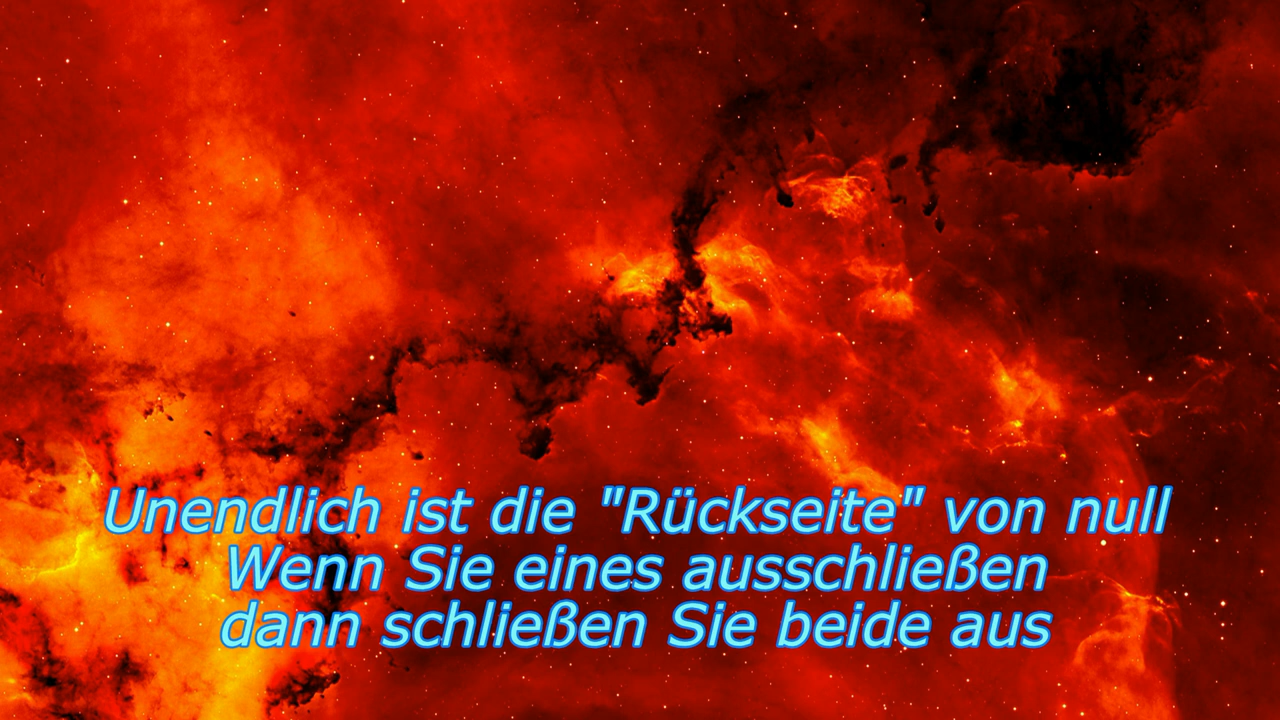 Unendlich ist die "Rückseite" von null
Wenn Sie eines ausschließen
dann schließen Sie beide aus